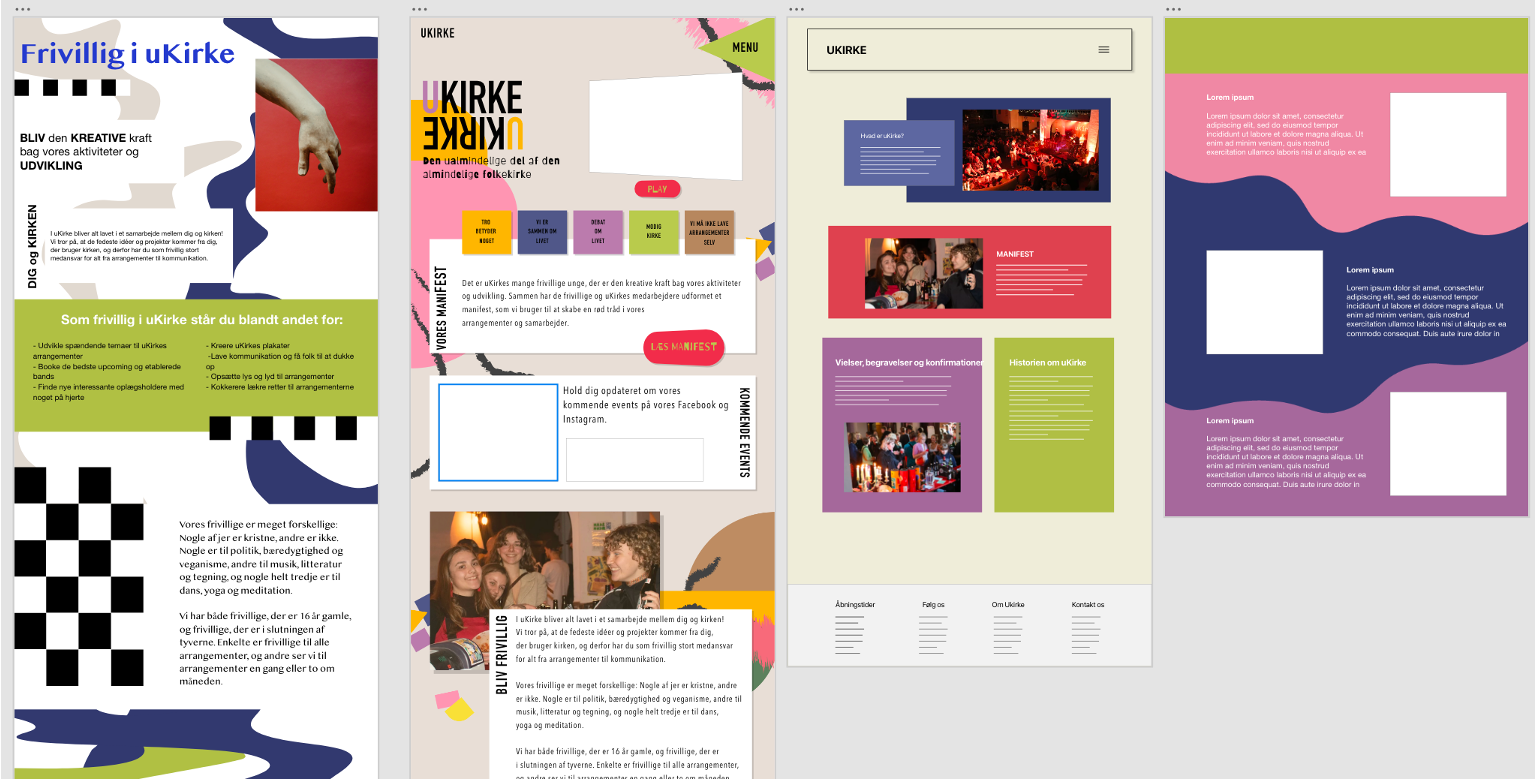 Frivillig i uKirke
BLIV den KREATIVE kraft
bag vores aktiviteter og
UDVIKLING
DIG og KIRKEN
I uKirke bliver alt lavet i et samarbejde mellem dig og kirken!
Vi tror på, at de fedeste idéer og projekter kommer fra dig,
der bruger kirken, og derfor har du som frivillig stort
medansvar for alt fra arrangementer til kommunikation.
Som frivillig i uKirke står du blandt andet for:
- Udvikle spændende temaer til uKirkes
arrangementer
- Booke de bedste upcoming og etablerede
bands
- Finde nye interessante oplægsholdere med
noget på hjerte
- Kreere uKirkes plakater
-Lave kommunikation og få folk til at dukke
op
- Opsætte lys og lyd til arrangementer
- Kokkerere lækre retter til arrangementerne
Vores frivillige er meget forskellige:
Nogle af jer er kristne, andre er ikke.
Nogle er til politik, bæredygtighed og
veganisme, andre til musik, litteratur
og tegning, og nogle helt tredje er til
dans, yoga og meditation.
Vi har både frivillige, der er 16 år gamle,
og frivillige, der er i slutningen af
tyverne. Enkelte er frivillige til alle
arrangementer, og andre ser vi til
arrangementer en gang eller to om
måneden.
UKIRKE
MENU
UKIRKE
UKIRKE
Den ualmindelige del af den
almindelige folkekirke
PLAY
TRO
BETYDER
NOGET
VI ER
SAMMEN OM
LIVET
DEBAT
OM
LIVET
MODIG
KIRKE
VI MÅ IKKE LAVE
ARRANGEMENTER
SELV
VORES MANIFEST
Det er uKirkes mange frivillige unge, der er den kreative kraft bag vores aktiviteter
og udvikling. Sammen har de frivillige og uKirkes medarbejdere udformet et
manifest, som vi bruger til at skabe en rød tråd i vores
arrangementer og samarbejder.
LÆS MANIFEST
Hold dig opdateret om vores
kommende events på vores Facebook og
Instagram.
KOMMENDE EVENTS
BLIV FRIVILLIG
I uKirke bliver alt lavet i et samarbejde mellem dig og kirken!
Vi tror på, at de fedeste idéer og projekter kommer fra dig,
der bruger kirken, og derfor har du som frivillig stort medansvar
for alt fra arrangementer til kommunikation.
Vores frivillige er meget forskellige: Nogle af jer er kristne, andre
er ikke. Nogle er til politik, bæredygtighed og veganisme, andre til
musik, litteratur og tegning, og nogle helt tredje er til dans,
yoga og meditation.
Vi har både frivillige, der er 16 år gamle, og frivillige, der er
i slutningen af tyverne. Enkelte er frivillige til alle arrangementer,
og andre ser vi til arrangementer en gang eller to om måneden.
UKIRKE
Hvad er uKirke?
MANIFEST
Vielser, begravelser og konfirmationer
Historien om uKirke
Åbningstider
Følg os
Om Ukirke
Kontakt os
Lorem ipsum
Lorem ipsum dolor sit amet, consectetur
adipiscing elit, sed do eiusmod tempor
incididunt ut labore et dolore magna aliqua. Ut
enim ad minim veniam, quis nostrud
exercitation ullamco laboris nisi ut aliquip ex ea
Lorem ipsum
Lorem ipsum dolor sit amet, consectetur
adipiscing elit, sed do eiusmod tempor
incididunt ut labore et dolore magna aliqua. Ut
enim ad minim veniam, quis nostrud
exercitation ullamco laboris nisi ut aliquip ex ea
commodo consequat. Duis aute irure dolor in
Lorem ipsum
Lorem ipsum dolor sit amet, consectetur
adipiscing elit, sed do eiusmod tempor
incididunt ut labore et dolore magna aliqua. Ut
enim ad minim veniam, quis nostrud
exercitation ullamco laboris nisi ut aliquip ex ea
commodo consequat. Duis aute irure dolor in